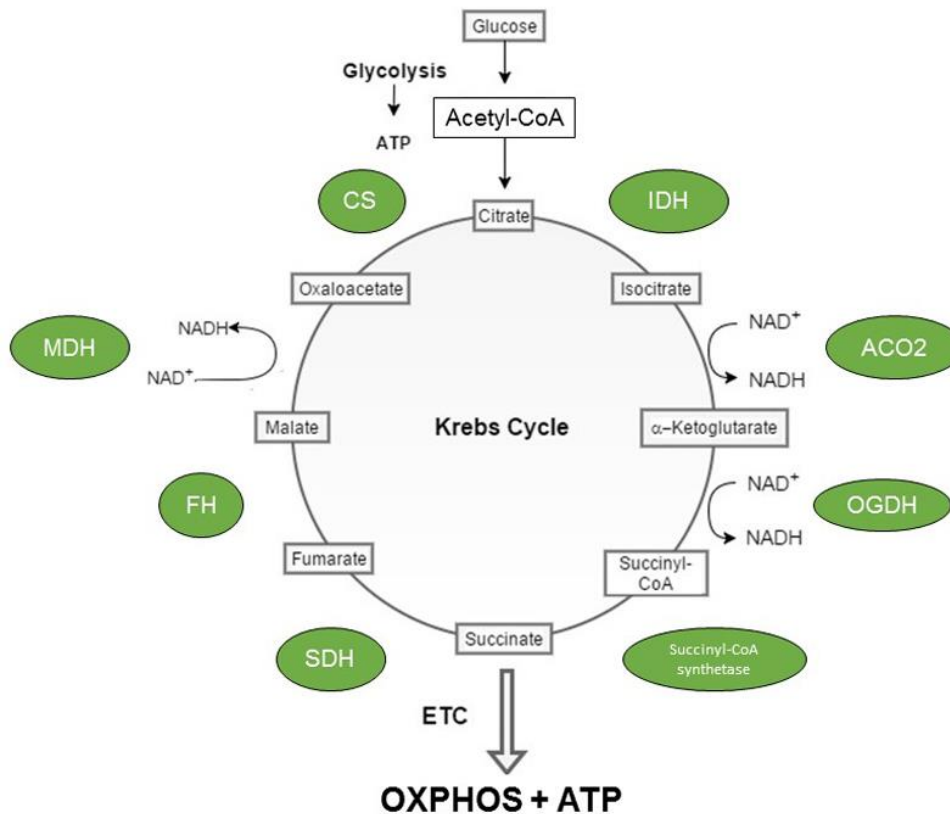 Glucose
Glycolysis
Acetyl-CoA
ATP
CS
IDH
Citrate
Oxaloacetate
Isocitrate
MDH
NADH
NAD+
NAD+
NADH
ACO2
Malate
Krebs Cycle
α–Ketoglutarate
FH
NAD+
NADH
OGDH
Fumarate
Succinyl-
CoA
SDH
Succinate
Succinyl-CoA
synthetase
ETC
OXPHOS + ATP